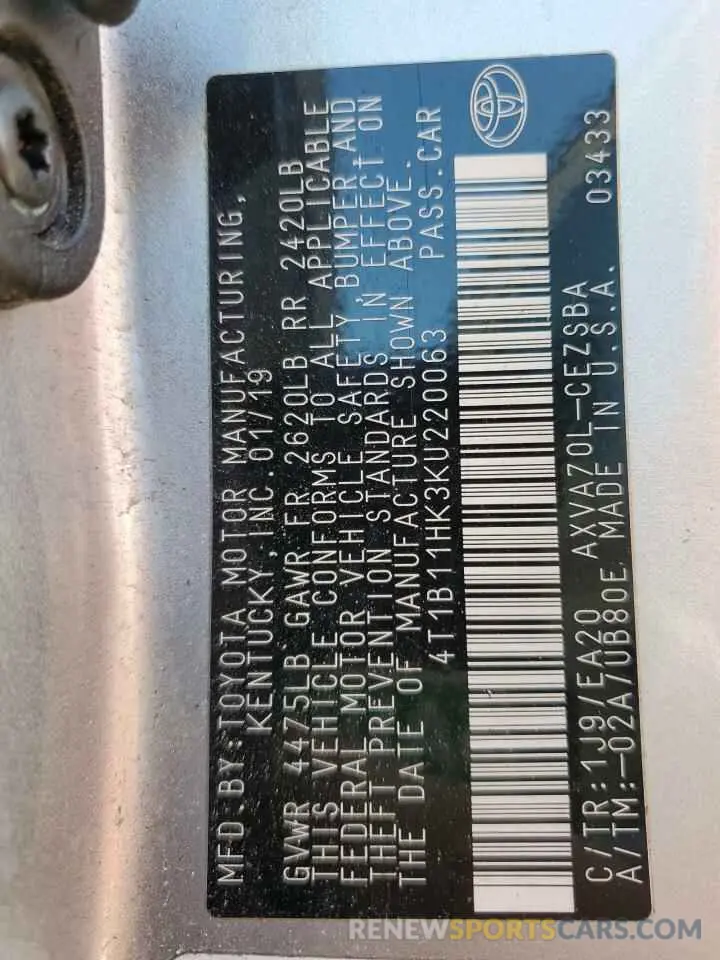 MFD.BY:TOYOTA MOTOR MANUFACTURING,
KENTUCKY,INC.01/19
GVWR 4475LB GAWR FR 2620LB RR 2420LB
THIS VEHICLE CONFORMS TO ALL APPLICABLE
FEDERAL MOTOR VEHICLE SAFETY, BUMPER AND
THEFT PREVENTION STANDARDS IN EFFECT ON
THE DATE OF MANUFACTURE SHOWN ABOVE.
4T1B11HK3KU220063 PASS.CAR
C/TR:1J9/EA20 AXVA70L-CEZSBA
A/TM:-02A/UB80E MADE IN U.S.A. 03433
RENEWSPORTSCARS.COM